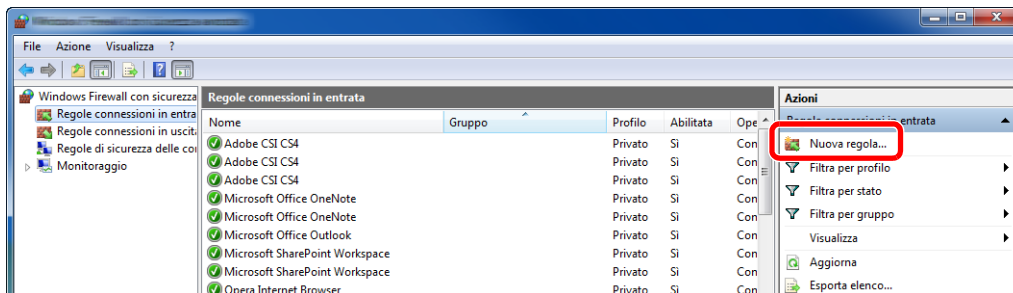 File Azione Visualizza ?
Windows Firewall con sicurezza
Regole connessioni in entra
Regole connessioni in uscit
Regole di sicurezza delle co
Monitoraggio
Regole connessioni in entrata
Nome Gruppo Profilo Abilitata Ope
Adobe CSI CS4 Privato Sì Con
Adobe CSI CS4 Privato Sì Con
Adobe CSI CS4 Privato Sì Con
Microsoft Office OneNote Privato Sì Con
Microsoft Office OneNote Privato Sì Con
Microsoft Office Outlook Privato Sì Con
Microsoft SharePoint Workspace Privato Sì Con
Microsoft SharePoint Workspace Privato Sì Con
Opera Internet Browser Privato Sì Con
Azioni
Regole connessioni in entrata
Nuova regola...
Filtra per profilo
Filtra per stato
Filtra per gruppo
Visualizza
Aggiorna
Esporta elenco...